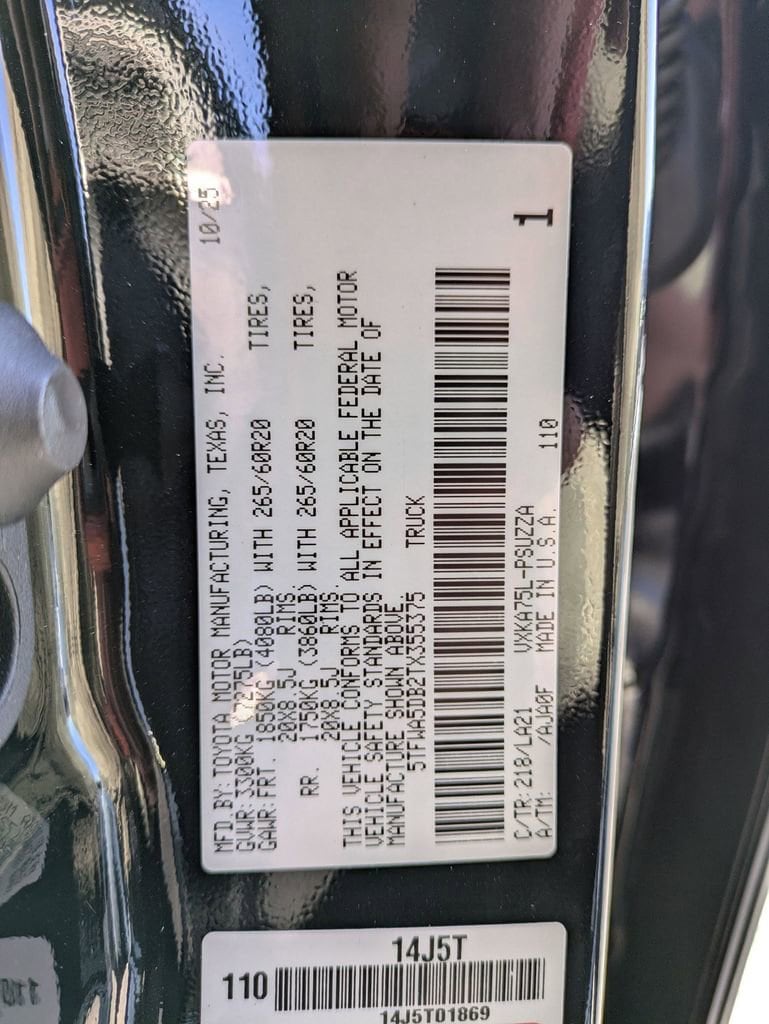 MFD.BY:TOYOTA MOTOR MANUFACTURING, TEXAS, INC. 10/25
GVWR:3300KG (7275LB)
GAWR:FRT. 1850KG (4080LB) WITH 265/60R20 TIRES,
20X8.5J RIMS
RR. 1750KG (3860LB) WITH 265/60R20 TIRES,
20X8.5J RIMS.
THIS VEHICLE CONFORMS TO ALL APPLICABLE FEDERAL MOTOR
VEHICLE SAFETY STANDARDS IN EFFECT ON THE DATE OF
MANUFACTURE SHOWN ABOVE.
5TFWA5DB2TX355375 TRUCK
1
C/TR:218/LA21 VXKA75L-PSUZZA
A/TM: /AJA0F MADE IN U.S.A. 110
14J5T
110
14J5T01869